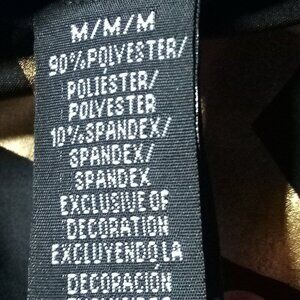 M/M/M
90%POLYESTER/
POLIÉSTER/
POLYESTER
10%SPANDEX/
SPANDEX/
SPANDEX
EXCLUSIVE OF
DECORATION
EXCLUYENDO LA
DECORACIÓN